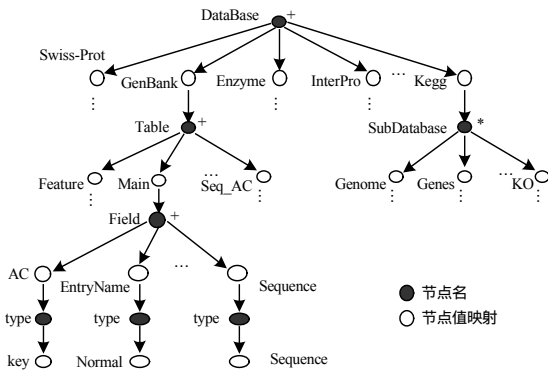 DataBase +
Swiss-Prot
GenBank Enzyme InterPro … Kegg
Table + SubDatabase *
Feature Main … Seq_AC Genome Genes … KO
Field +
AC EntryName … Sequence
type type type
key Normal Sequence
节点名
节点值映射